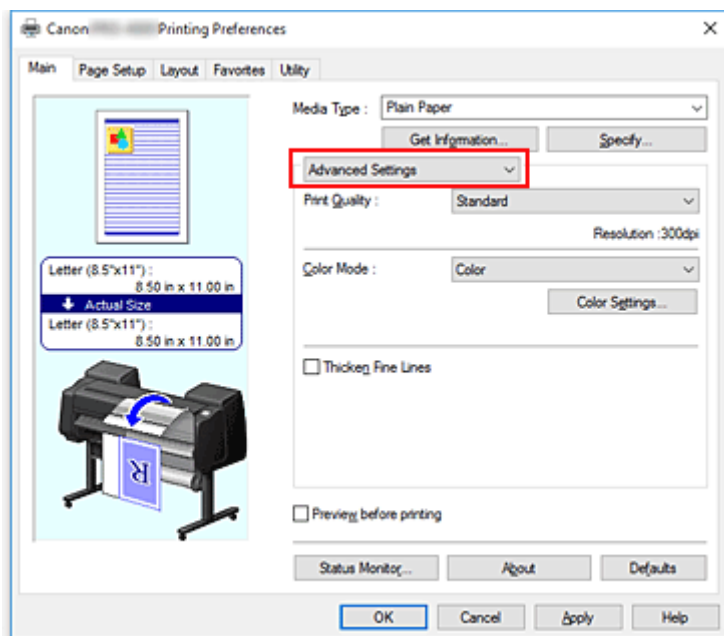 Canon Printing Preferences
Main Page Setup Layout Favorites Utility
Media Type : Plain Paper
Get Information... Specify...
Advanced Settings
Print Quality : Standard
Resolution :300dpi
Color Mode : Color
Color Settings...
Thicken Fine Lines
Letter (8.5"x11") :
8.50 in x 11.00 in
Actual Size
Letter (8.5"x11") :
8.50 in x 11.00 in
R
Preview before printing
Status Monitor... About Defaults
OK Cancel Apply Help